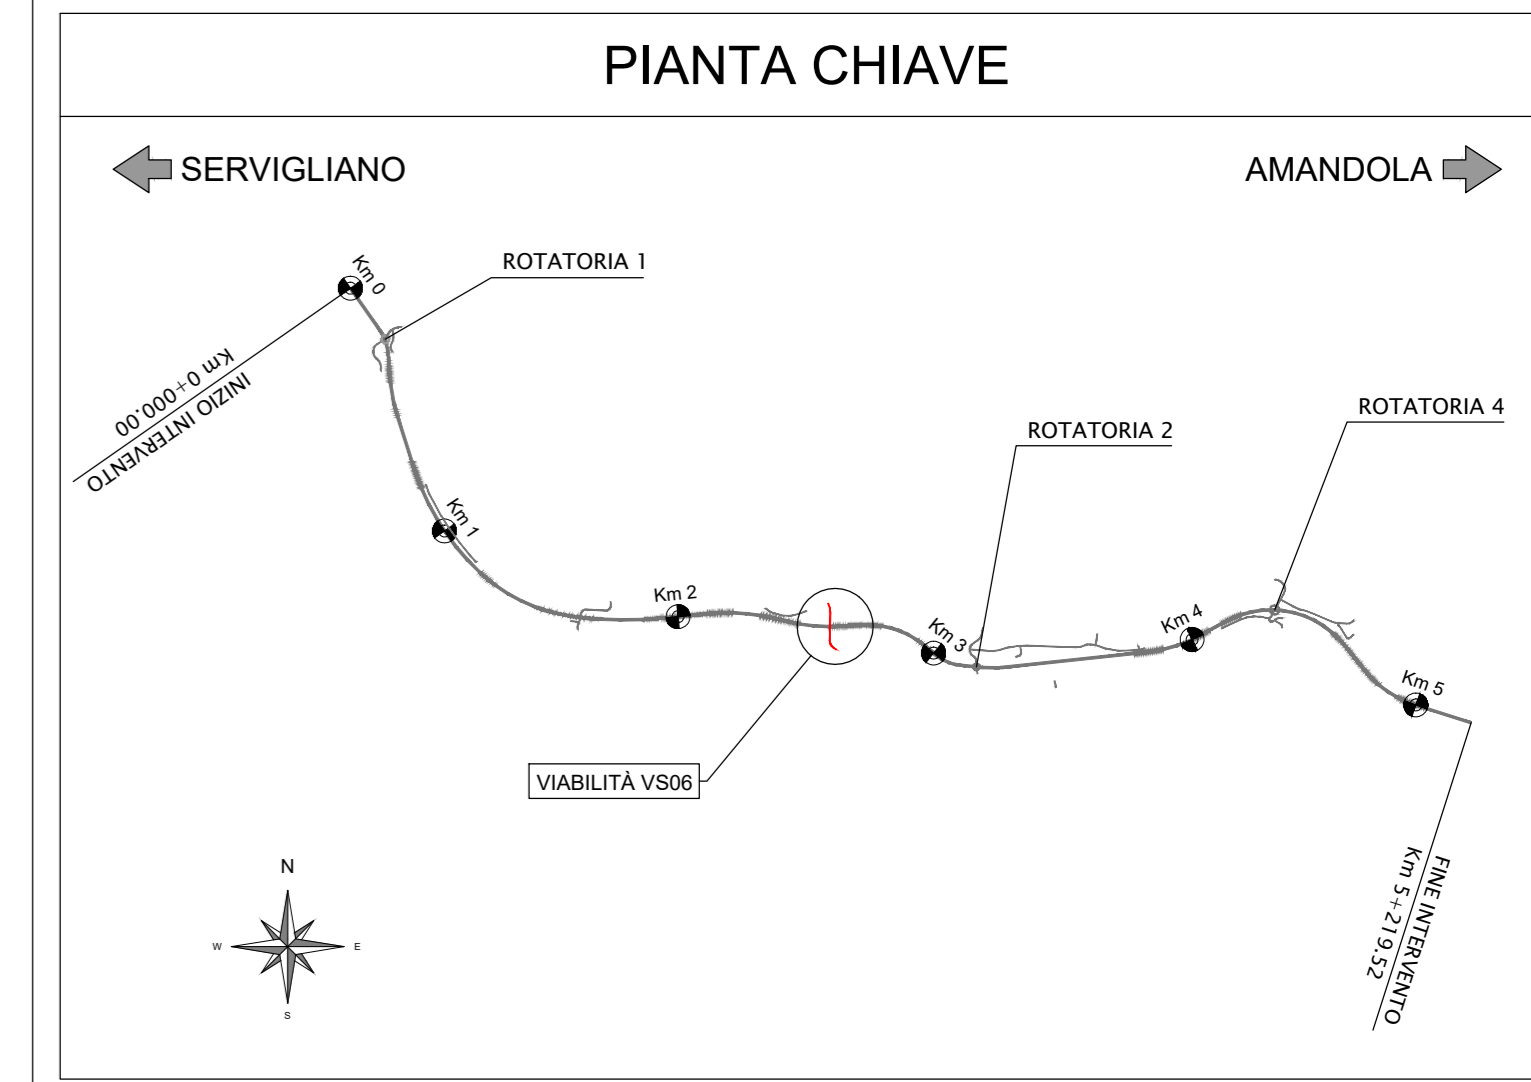 PIANTA CHIAVE
SERVIGLIANO
AMANDOLA
Km 0
ROTATORIA 1
Km 0+000.00
INIZIO INTERVENTO
ROTATORIA 4
ROTATORIA 2
Km 1
Km 2
Km 3
Km 4
Km 5
VIABILITÀ VS06
FINE INTERVENTO
Km 5+219.52
N
W
E
S